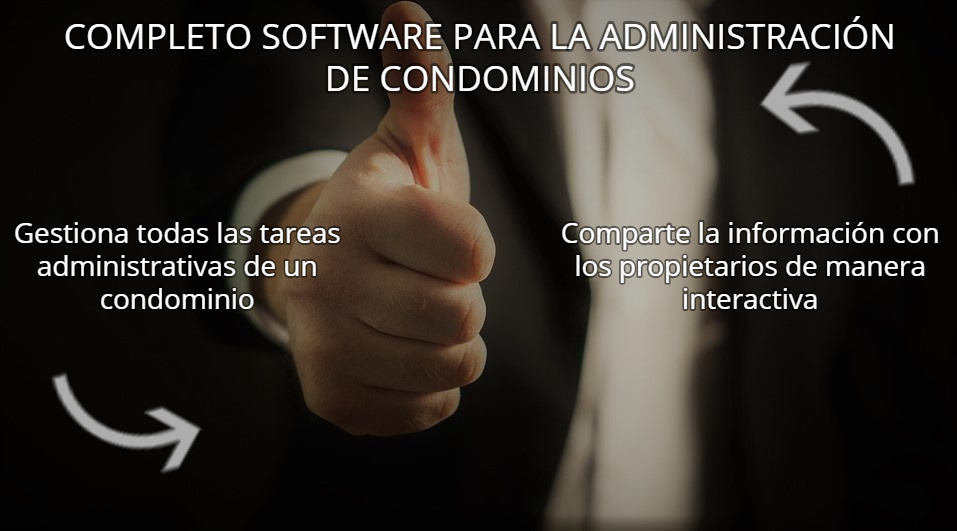 COMPLETO SOFTWARE PARA LA ADMINISTRACIÓN
DE CONDOMINIOS
Gestiona todas las tareas
administrativas de un
condominio
Comparte la información con
los propietarios de manera
interactiva